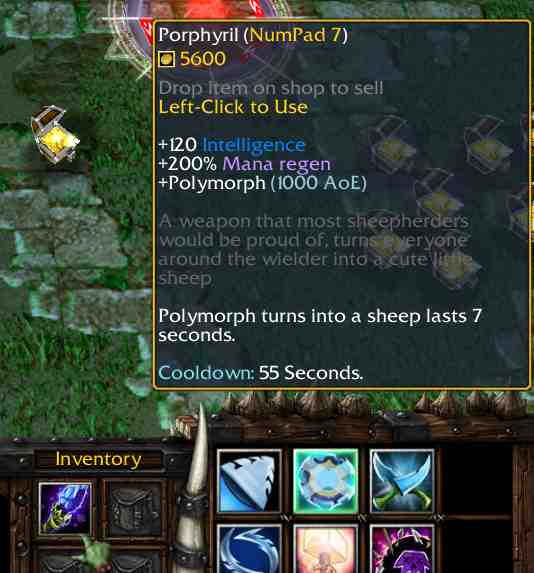 Porphyril (NumPad 7)
5600
Drop item on shop to sell
Left-Click to Use
+120 Intelligence
+200% Mana regen
+Polymorph (1000 AoE)
A weapon that most sheepherders
would be proud of, turns everyone
around the wielder into a cute little
sheep
Polymorph turns into a sheep lasts 7
seconds.
Cooldown: 55 Seconds.
Inventory